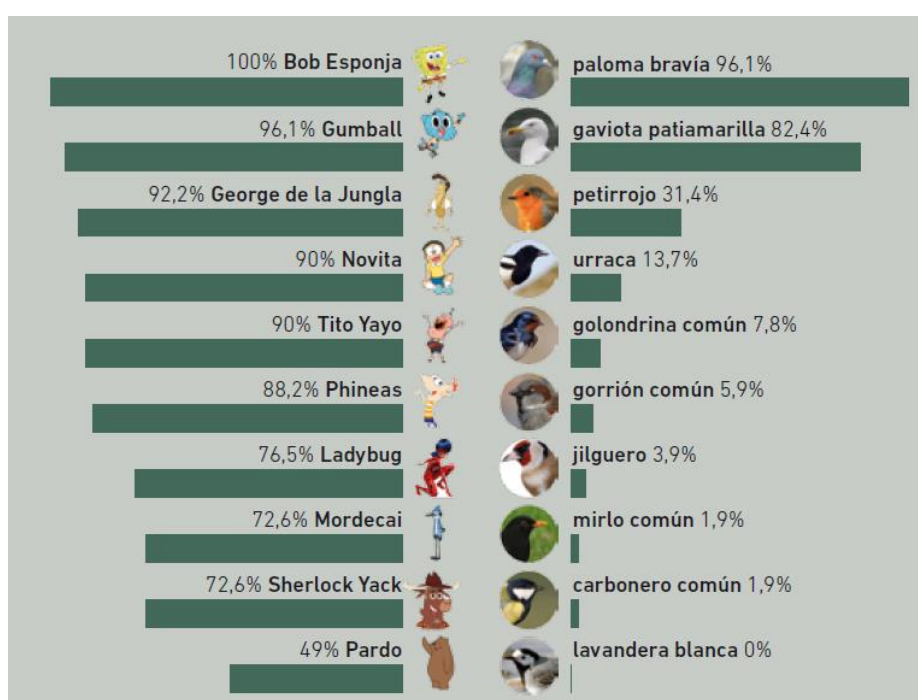 100% Bob Esponja
paloma bravía 96,1%
96,1% Gumball
gaviota patiamarilla 82,4%
92,2% George de la Jungla
petirrojo 31,4%
90% Novita
urraca 13,7%
90% Tito Yayo
golondrina común 7,8%
88,2% Phineas
gorrión común 5,9%
76,5% Ladybug
jilguero 3,9%
72,6% Mordecai
mirlo común 1,9%
72,6% Sherlock Yack
carbonero común 1,9%
49% Pardo
lavandera blanca 0%